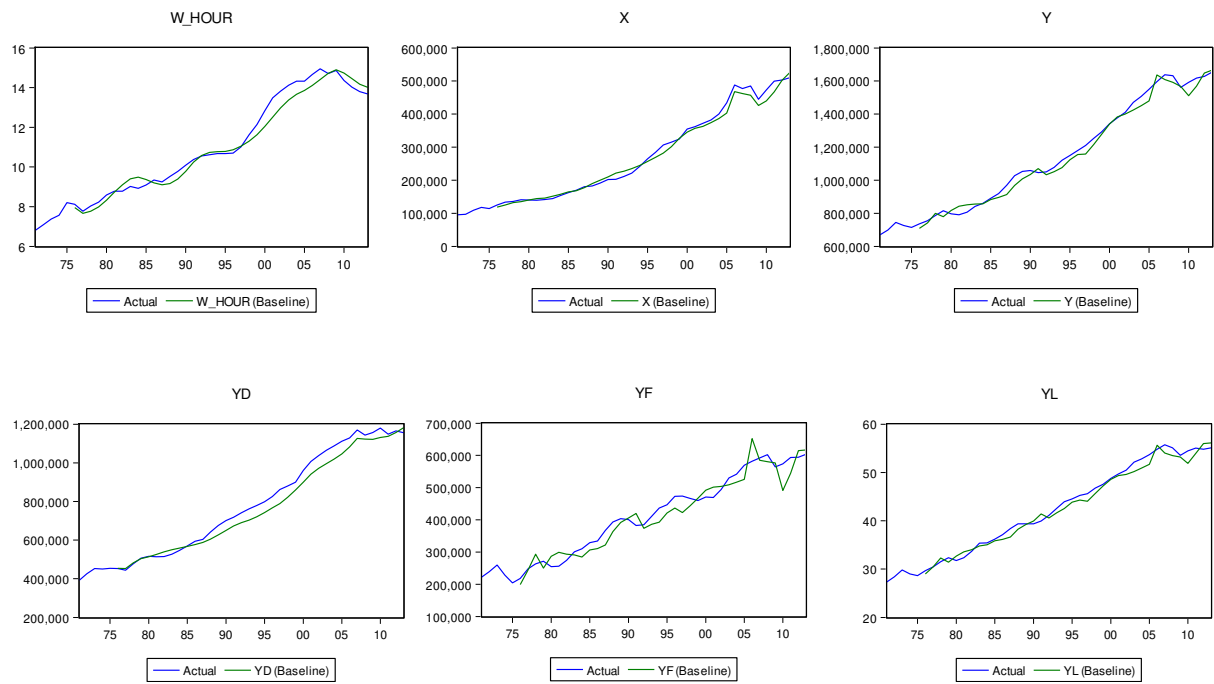 W_HOUR
16
14
12
10
8
6
75 80 85 90 95 00 05 10
Actual W_HOUR (Baseline)
X
600,000
500,000
400,000
300,000
200,000
100,000
0
75 80 85 90 95 00 05 10
Actual X (Baseline)
Y
1,800,000
1,600,000
1,400,000
1,200,000
1,000,000
800,000
600,000
75 80 85 90 95 00 05 10
Actual Y (Baseline)
YD
1,200,000
1,000,000
800,000
600,000
400,000
200,000
75 80 85 90 95 00 05 10
Actual YD (Baseline)
YF
700,000
600,000
500,000
400,000
300,000
200,000
100,000
75 80 85 90 95 00 05 10
Actual YF (Baseline)
YL
60
50
40
30
20
75 80 85 90 95 00 05 10
Actual YL (Baseline)